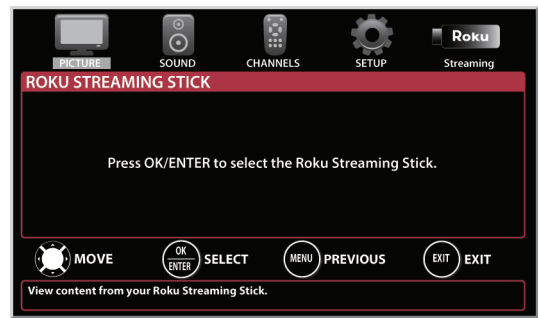 Roku
PICTURE SOUND CHANNELS SETUP Streaming
ROKU STREAMING STICK
Press OK/ENTER to select the Roku Streaming Stick.
MOVE OK ENTER SELECT MENU PREVIOUS EXIT EXIT
View content from your Roku Streaming Stick.